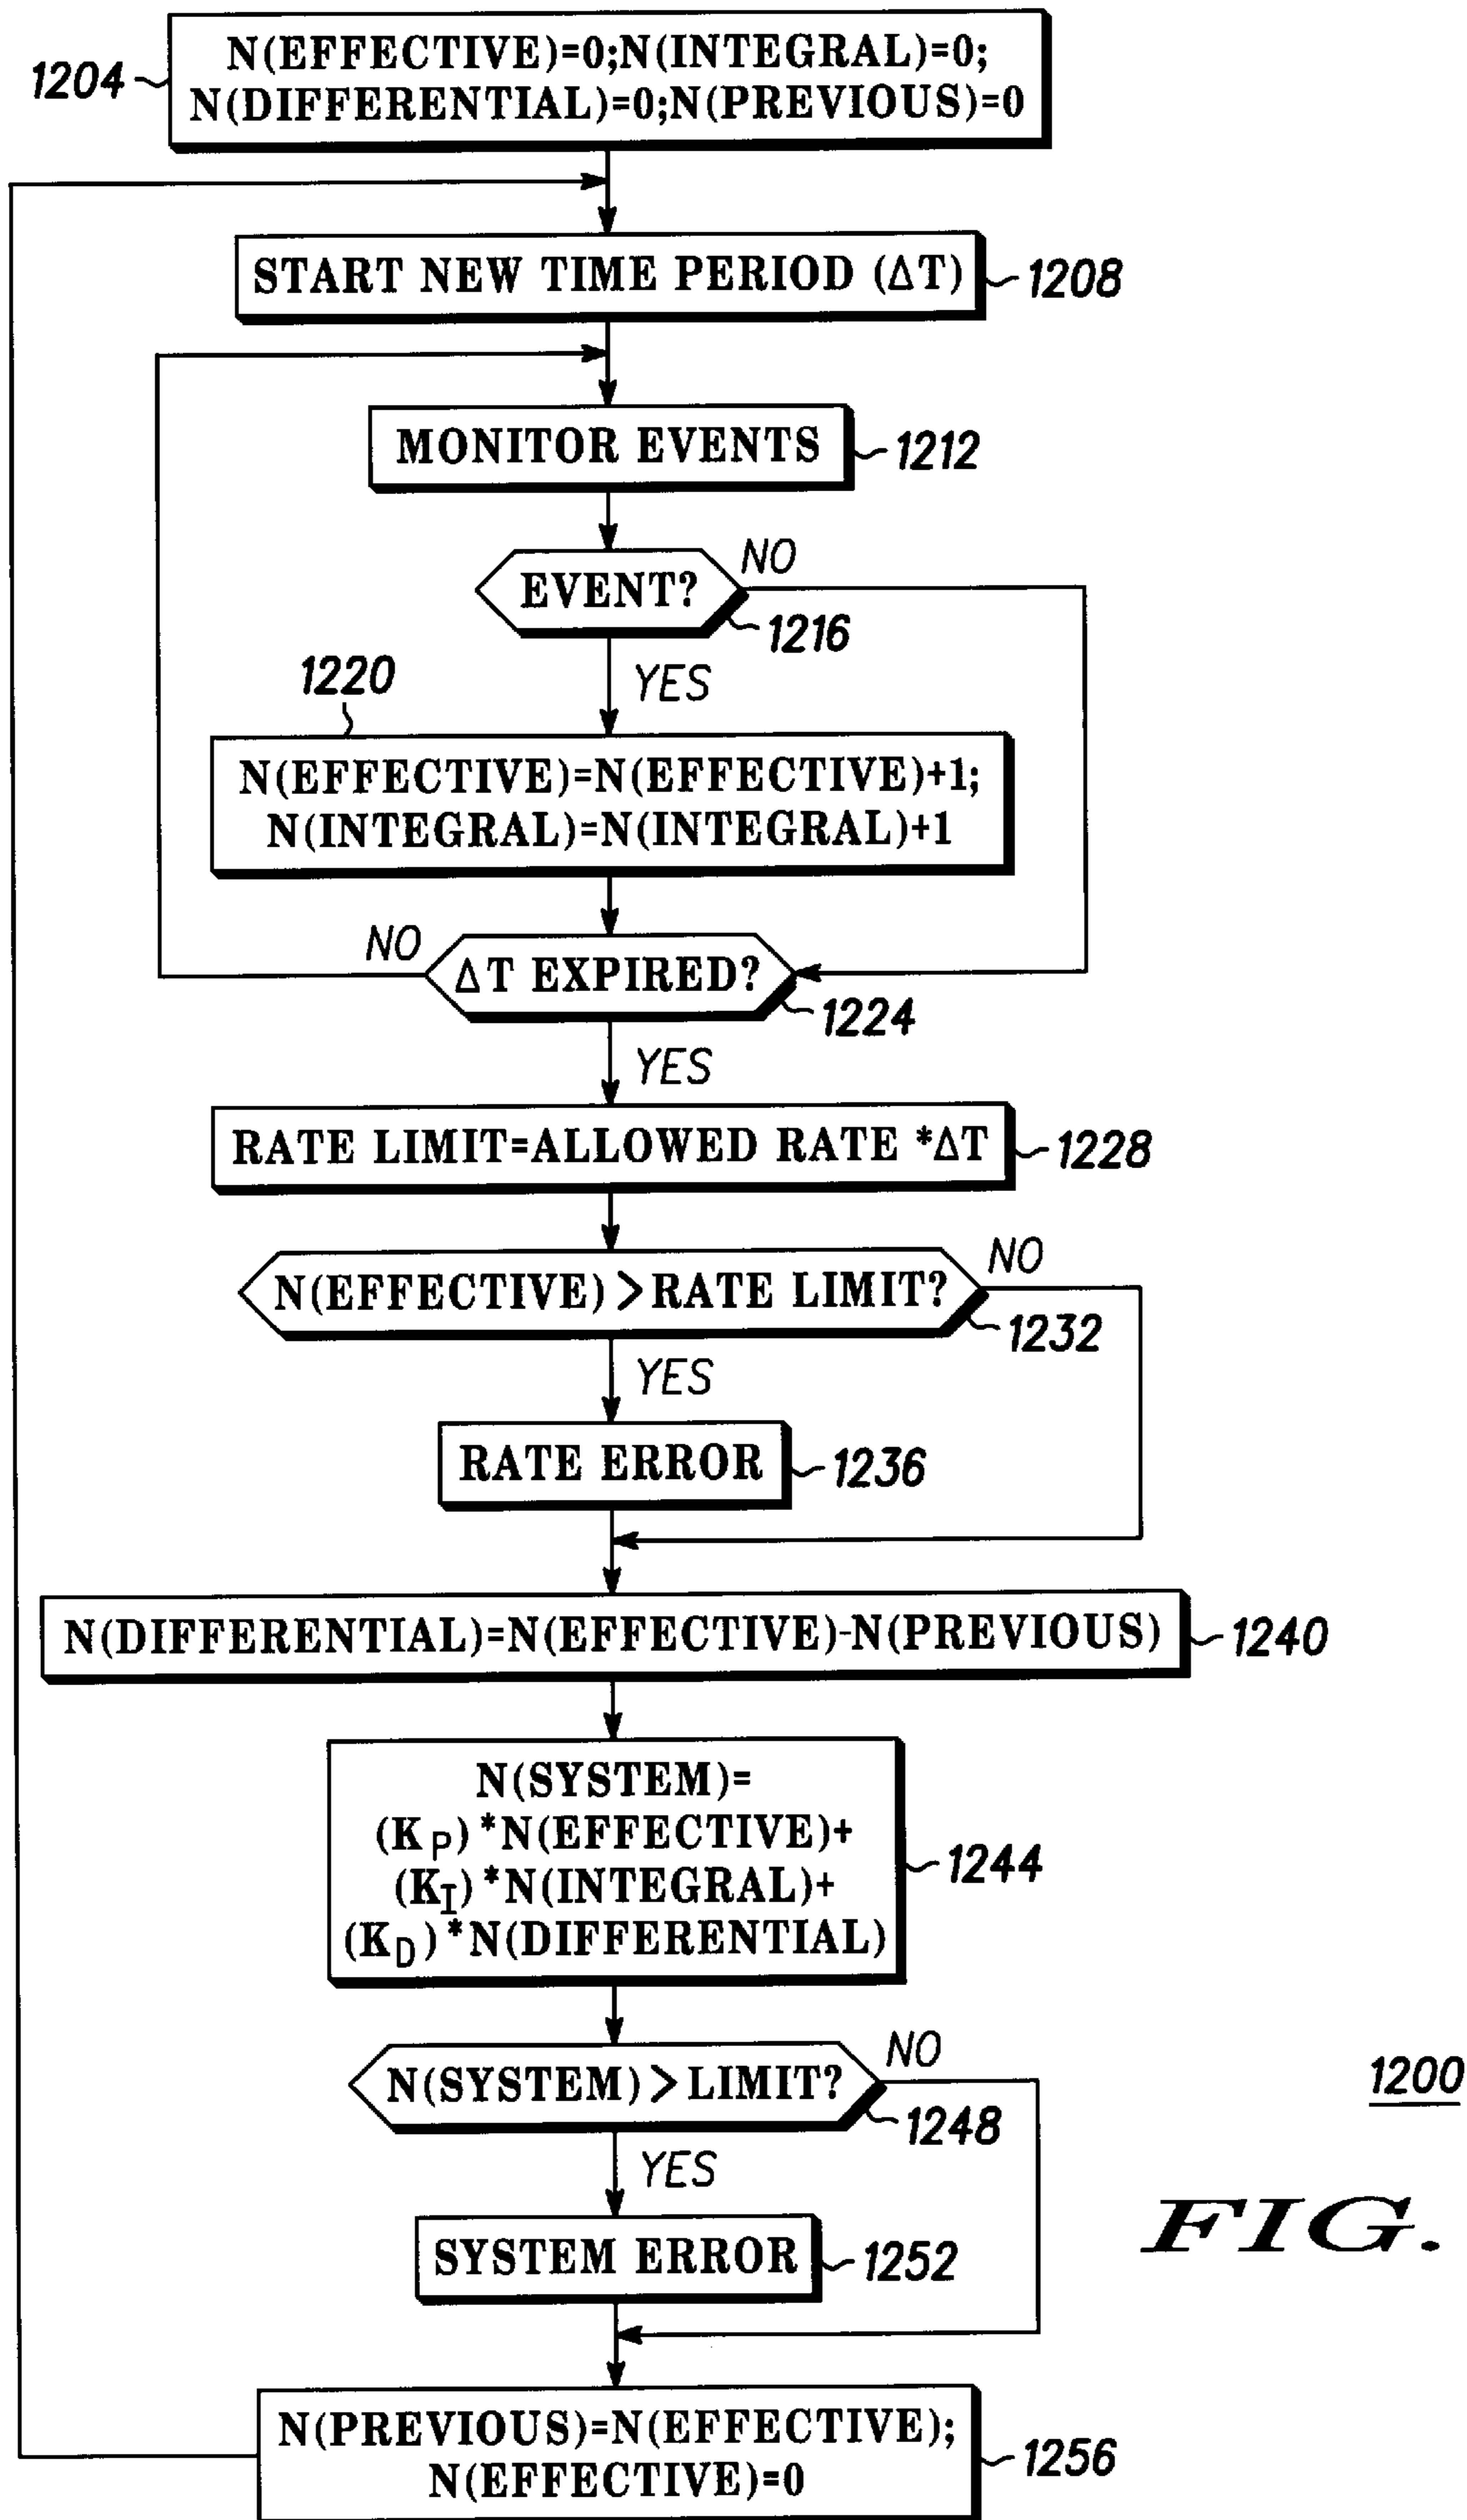 N(EFFECTIVE)=0;N(INTEGRAL)=0;
1204
N(DIFFERENTIAL)=0;N(PREVIOUS)=0
START NEW TIME PERIOD (ΔT)
1208
MONITOR EVENTS
1212
NO
EVENT?
1216
YES
1220
N(EFFECTIVE)=N(EFFECTIVE)+1;
N(INTEGRAL)=N(INTEGRAL)+1
NO
ΔT EXPIRED?
1224
YES
RATE LIMIT=ALLOWED RATE *ΔT
1228
NO
N(EFFECTIVE)>RATE LIMIT?
1232
YES
RATE ERROR
1236
N(DIFFERENTIAL)=N(EFFECTIVE)-N(PREVIOUS)
1240
N(SYSTEM)=
(KP)*N(EFFECTIVE)+
(KI)*N(INTEGRAL)+
(KD)*N(DIFFERENTIAL)
1244
NO
N(SYSTEM)>LIMIT?
1248
YES
SYSTEM ERROR
1252
N(PREVIOUS)=N(EFFECTIVE);
N(EFFECTIVE)=0
1256
1200
FIG.